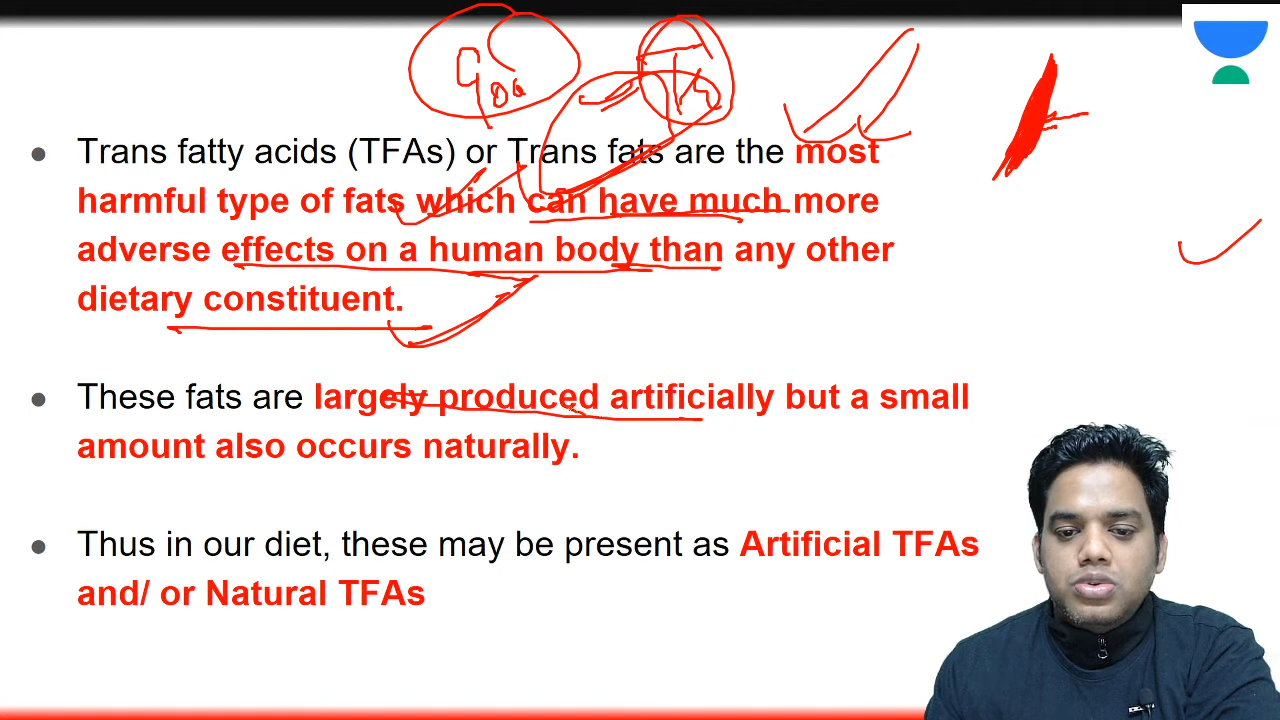 Trans fatty acids (TFAs) or Trans fats are the most
harmful type of fats which can have much more
adverse effects on a human body than any other
dietary constituent.
These fats are largely produced artificially but a small
amount also occurs naturally.
Thus in our diet, these may be present as Artificial TFAs
and/ or Natural TFAs